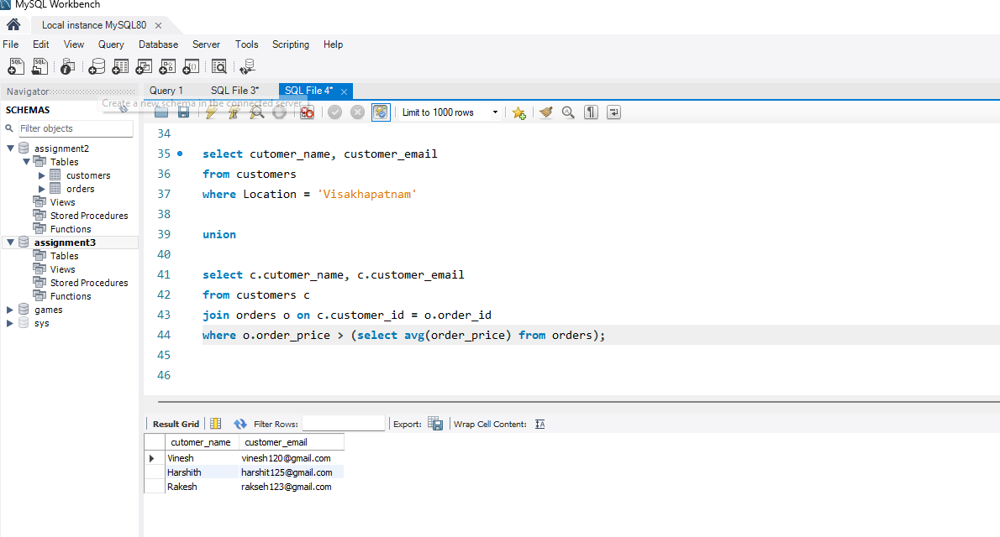 MySQL Workbench
Local instance MySQL80 ×
File Edit View Query Database Server Tools Scripting Help
Navigator
Query 1 SQL File 3* SQL File 4* ×
Create a new schema in the connected server
SCHEMAS
Limit to 1000 rows
Filter objects
assignment2
Tables
customers
orders
Views
Stored Procedures
Functions
assignment3
Tables
Views
Stored Procedures
Functions
games
sys
34
35 select cutomer_name, customer_email
36 from customers
37 where Location = 'Visakhapatnam'
38
39 union
40
41 select c.cutomer_name, c.customer_email
42 from customers c
43 join orders o on c.customer_id = o.order_id
44 where o.order_price > (select avg(order_price) from orders);
45
46
Result Grid Filter Rows: Export: Wrap Cell Content:
cutomer_name customer_email
Vinesh vinesh120@gmail.com
Harshith harshit125@gmail.com
Rakesh rakseh123@gmail.com